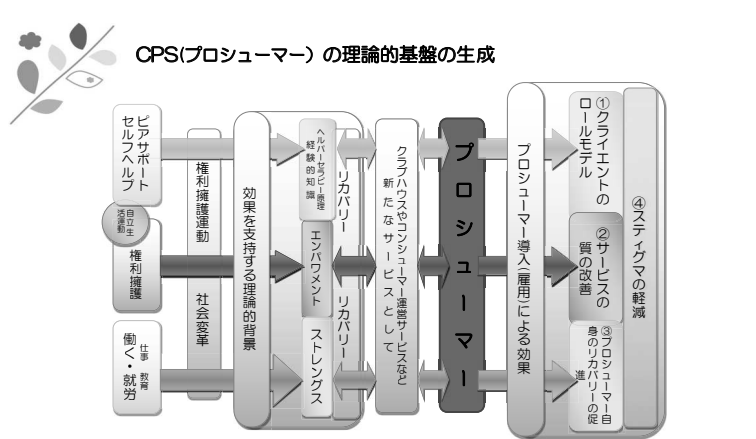 CPS(プロシューマー）の理論的基盤の生成
ピアサポート
セルフヘルプ
自立生
活運動
権利擁護
仕事　教育
働く・就労
権利擁護運動
社会変革
効果を支持する理論的背景
ヘルパーセラピー原理
経験的知識
エンパワメント
ストレングス
リカバリー
リカバリー
クラブハウスやコンシューマー運営サービスなど
新たなサービスとして
プロシューマー
プロシューマー導入(雇用)による効果
①クライエントの
ロールモデル
②サービスの
質の改善
③プロシューマー自
身のリカバリーの促
進
④スティグマの軽減